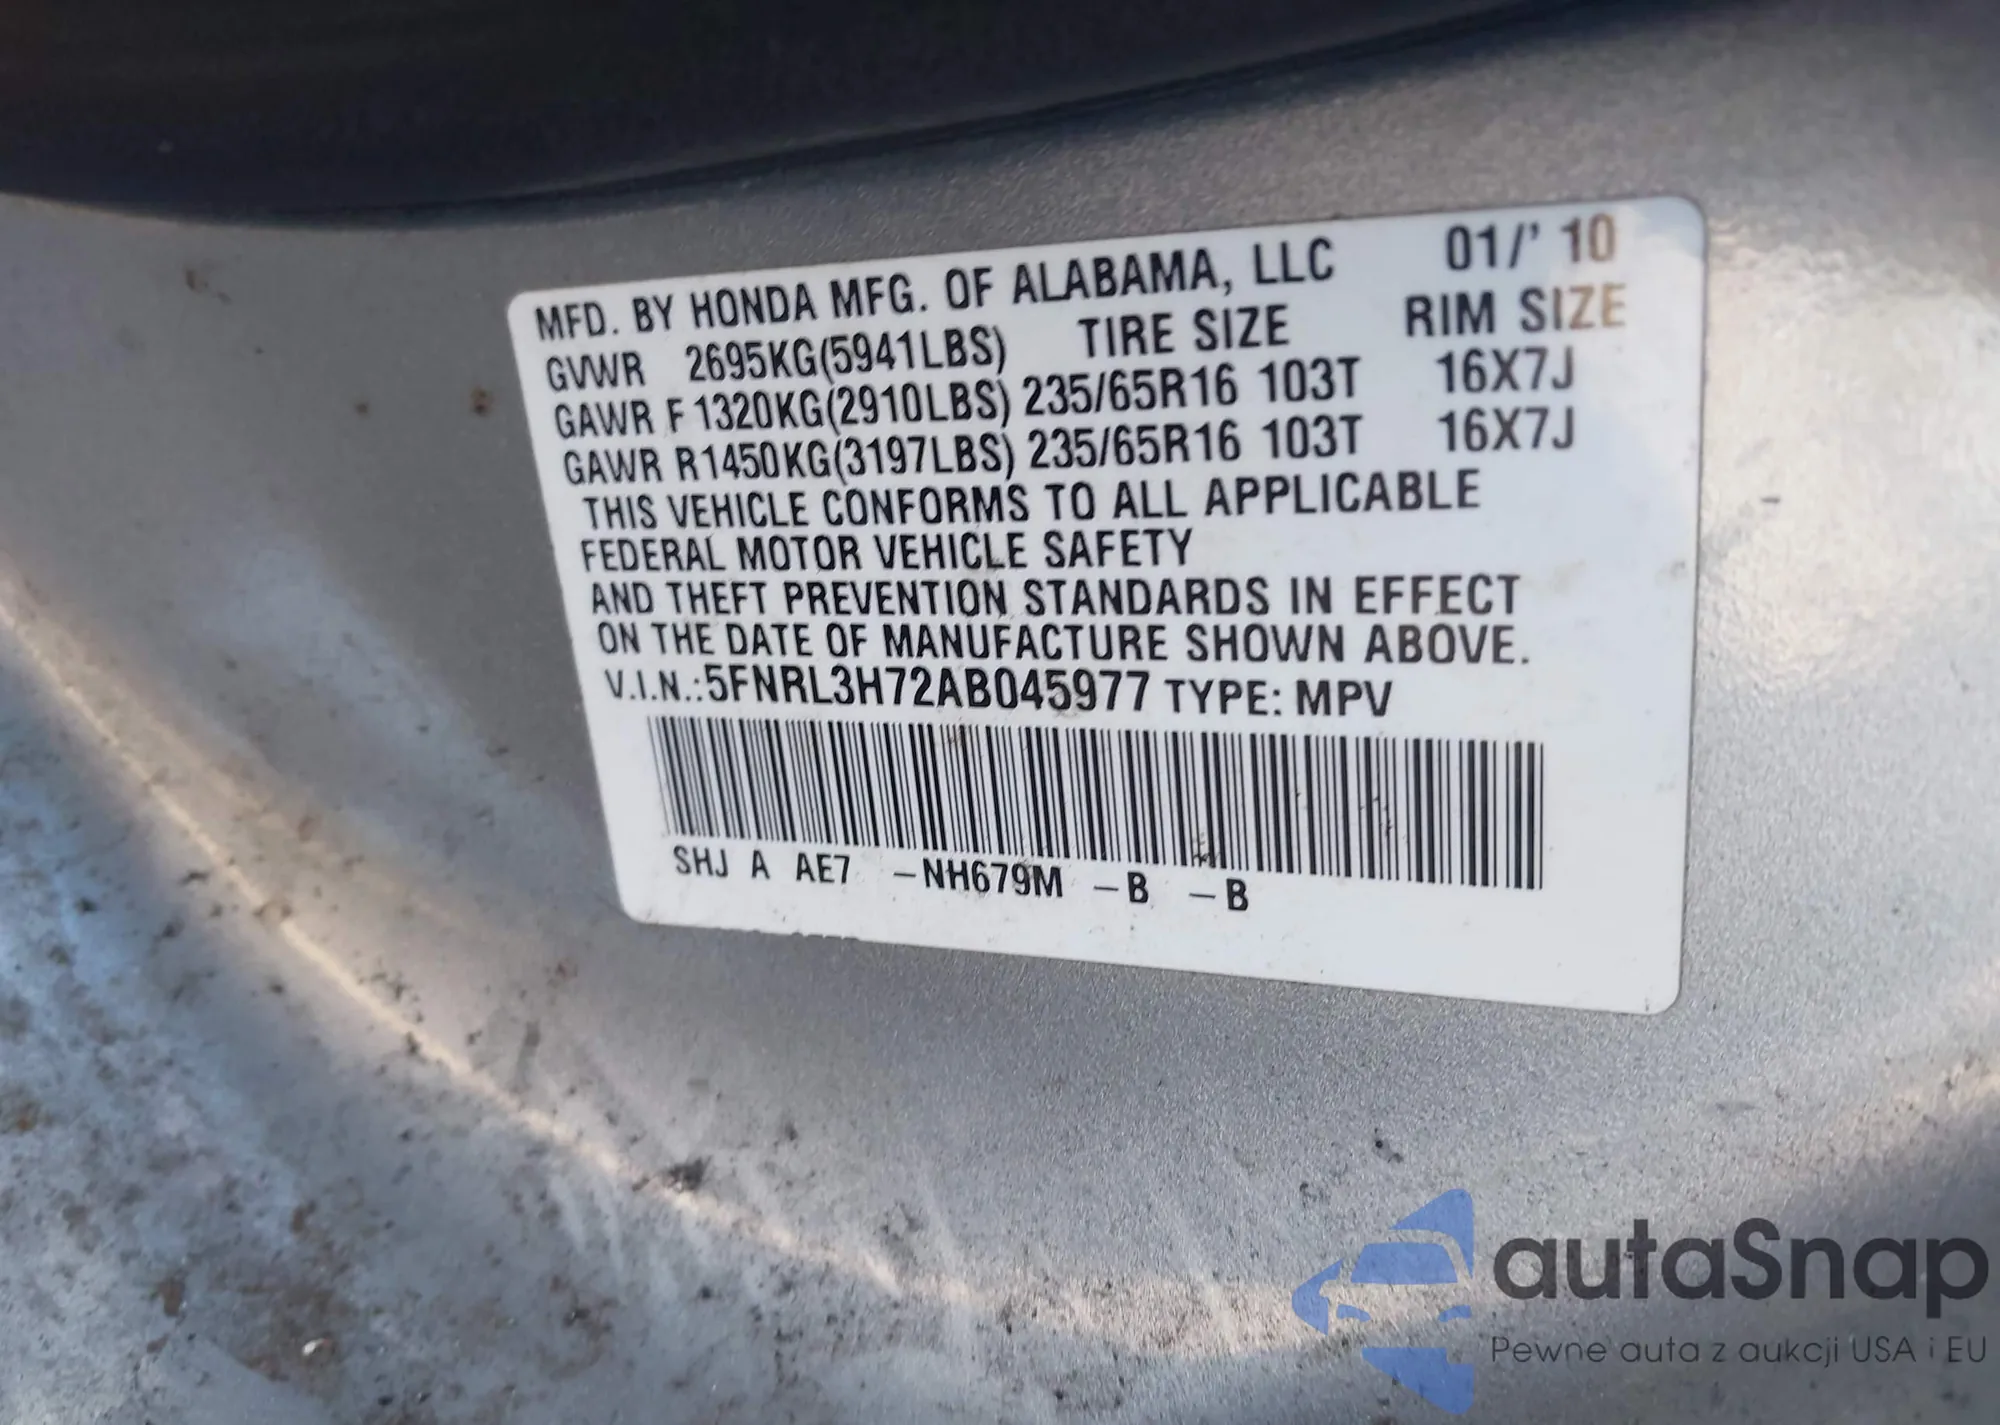 MFD. BY HONDA MFG. OF ALABAMA, LLC 01/' 10
GVWR 2695KG(5941LBS) TIRE SIZE RIM SIZE
GAWR F 1320KG(2910LBS) 235/65R16 103T 16X7J
GAWR R1450KG(3197LBS) 235/65R16 103T 16X7J
THIS VEHICLE CONFORMS TO ALL APPLICABLE
FEDERAL MOTOR VEHICLE SAFETY
AND THEFT PREVENTION STANDARDS IN EFFECT
ON THE DATE OF MANUFACTURE SHOWN ABOVE.
V.I.N.:5FNRL3H72AB045977 TYPE: MPV
SHJ A AE7 -NH679M -B -B
autaSnap
Pewne auta z aukcji USA i EU